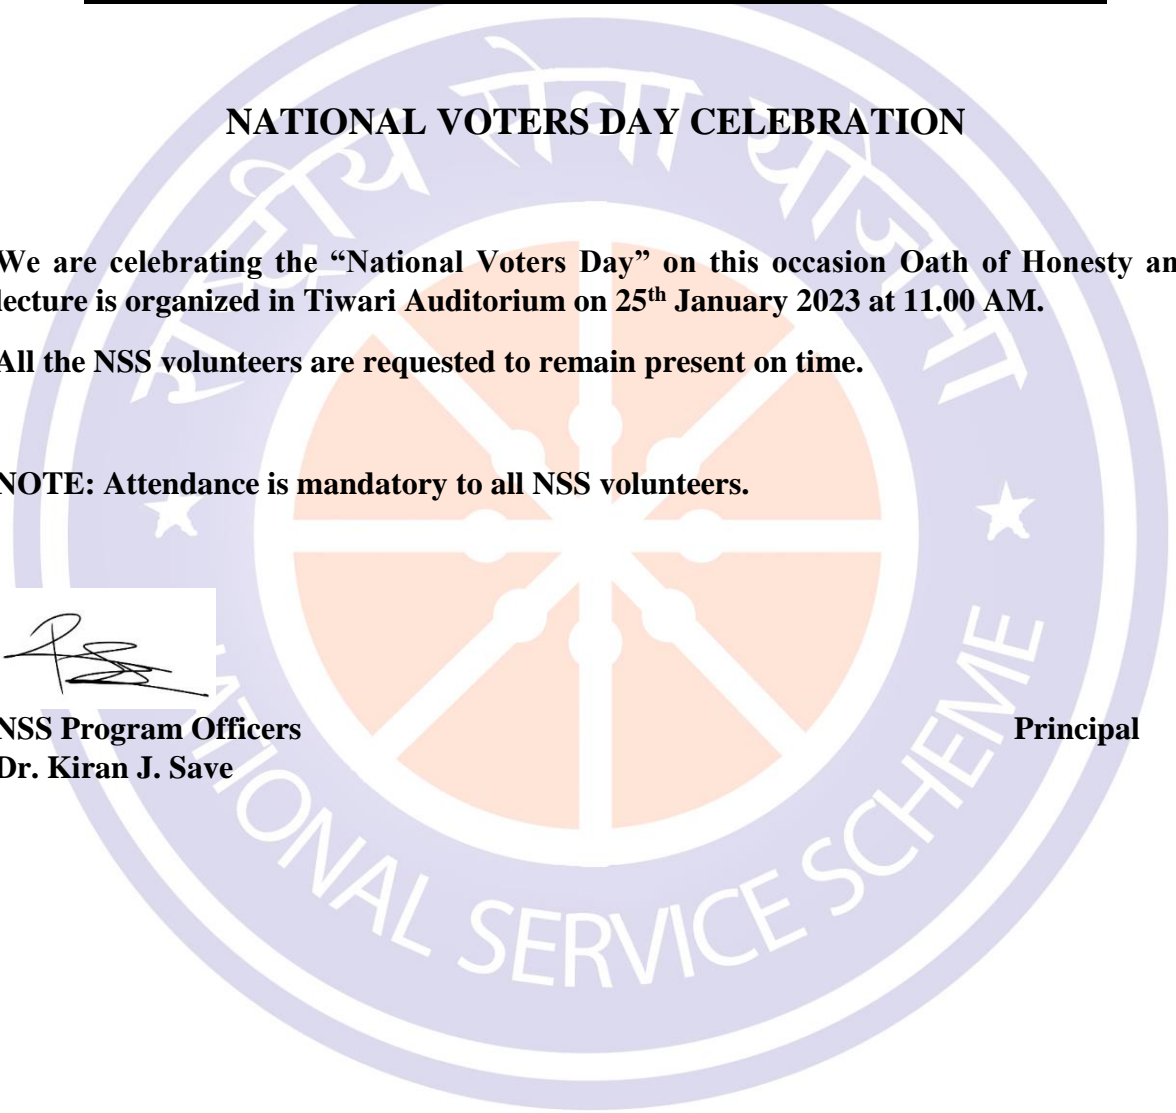 राष्ट्रीय सेवा योजना
NATIONAL VOTERS DAY CELEBRATION
We are celebrating the “National Voters Day” on this occasion Oath of Honesty an
lecture is organized in Tiwari Auditorium on 25th January 2023 at 11.00 AM.
All the NSS volunteers are requested to remain present on time.
NOTE: Attendance is mandatory to all NSS volunteers.
NSS Program Officers Principal
Dr. Kiran J. Save
NATIONAL SERVICE SCHEME